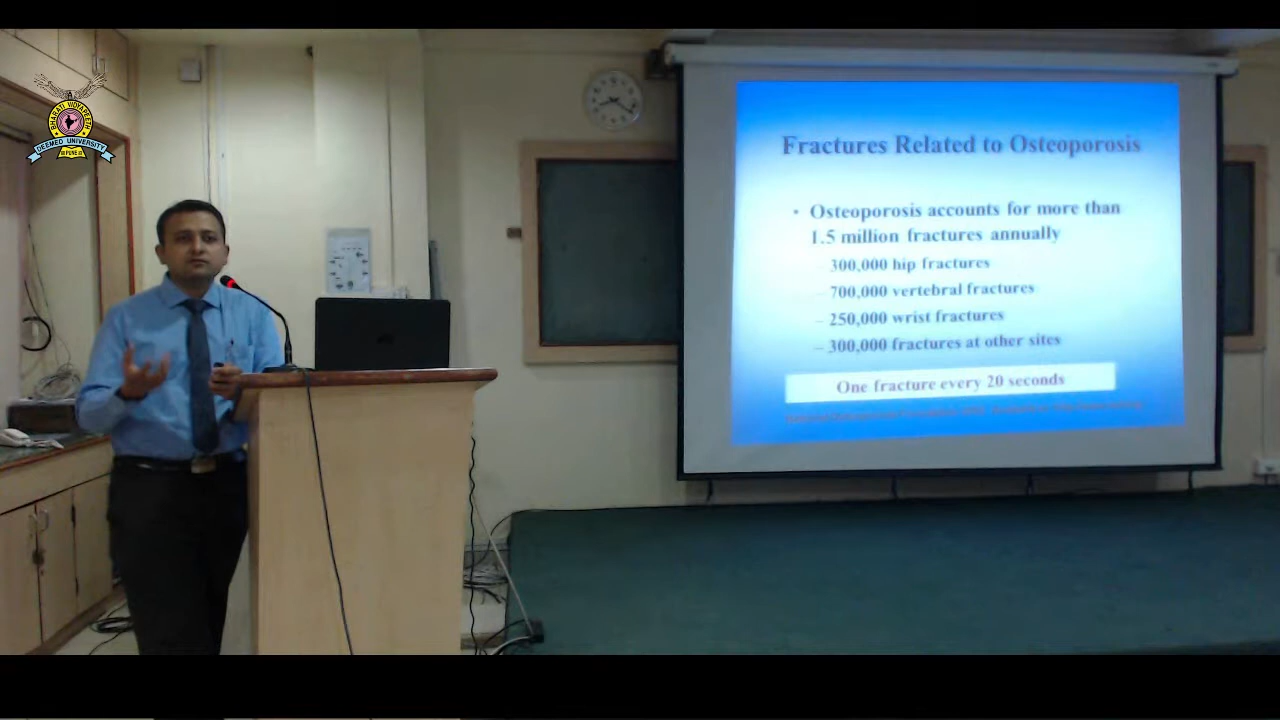 BHARATI VIDYAPEETH
DEEMED UNIVERSITY
Fractures Related to Osteoporosis
• Osteoporosis accounts for more than
1.5 million fractures annually
300,000 hip fractures
– 700,000 vertebral fractures
– 250,000 wrist fractures
– 300,000 fractures at other sites
One fracture every 20 seconds